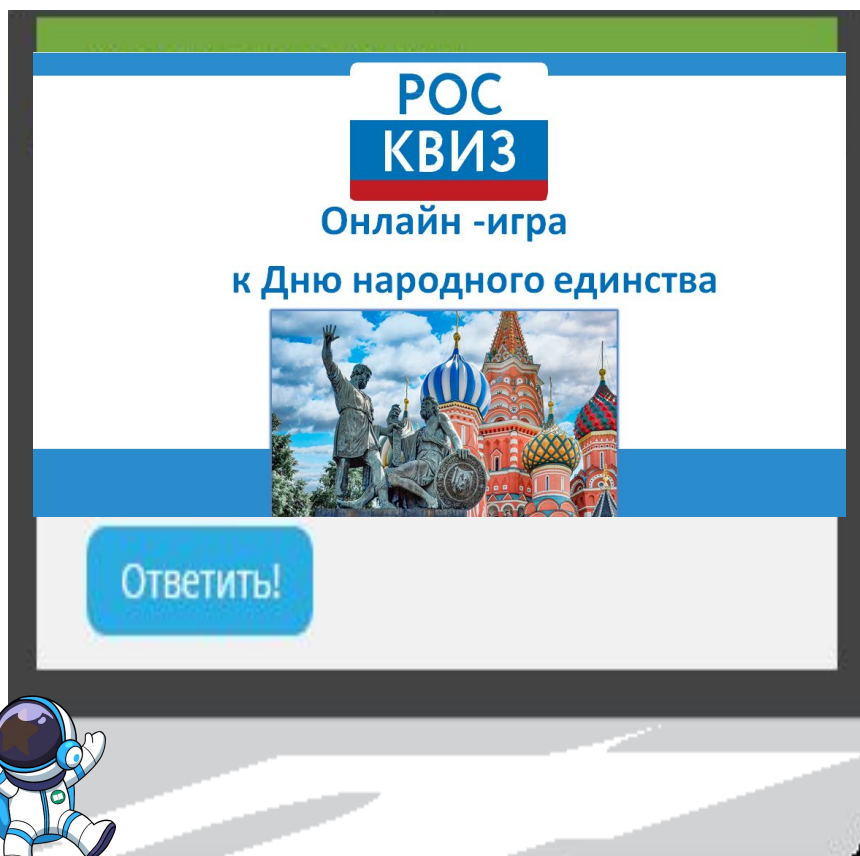 РОС
КВИЗ
Онлайн -игра
к Дню народного единства
Ответить!